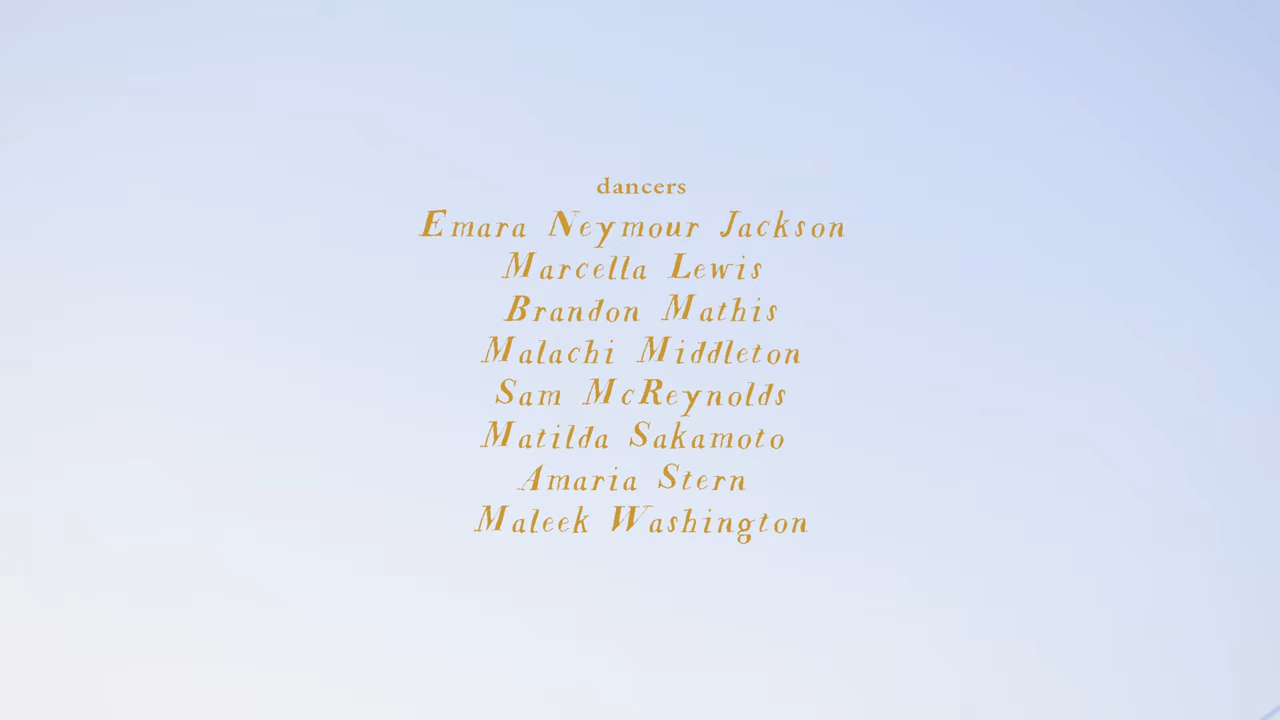 dancers
Emara Neymour Jackson
Marcella Lewis
Brandon Mathis
Malachi Middleton
Sam McReynolds
Matilda Sakamoto
Amaria Stern
Maleek Washington